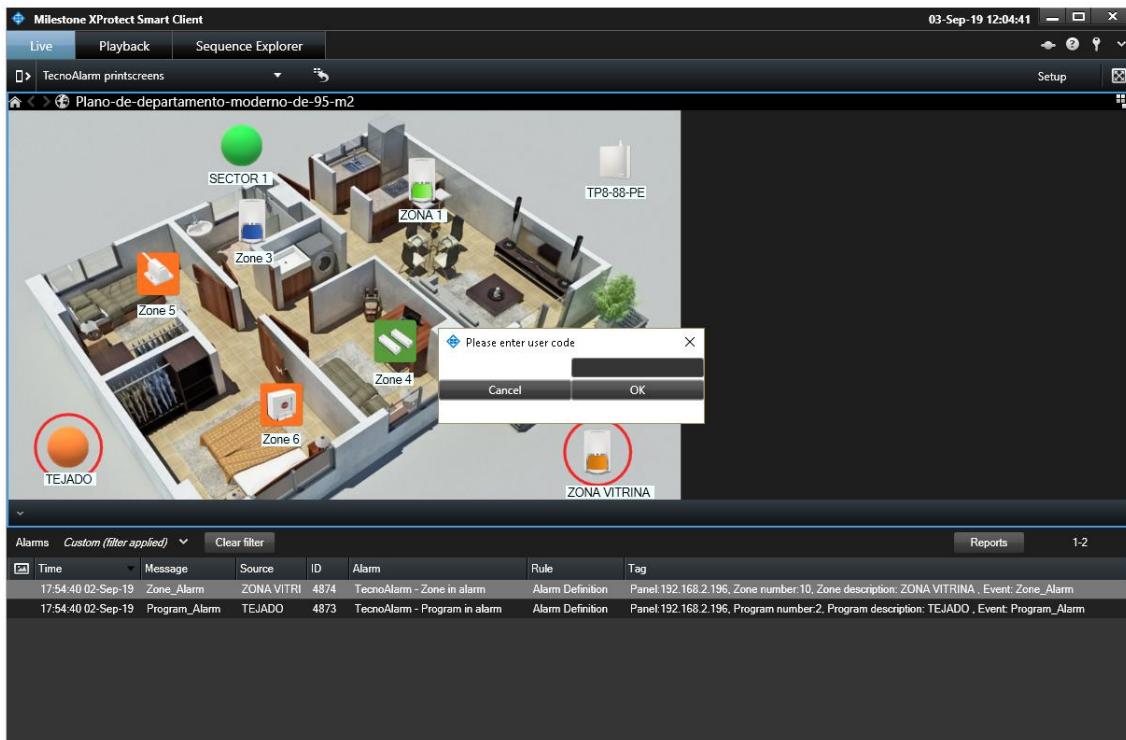 Milestone XProtect Smart Client
03-Sep-19 12:04:41
Live
Playback
Sequence Explorer
TecnoAlarm printscreens
Setup
Plano-de-departamento-moderno-de-95-m2
SECTOR 1
TP8-88-PE
ZONA 1
Zone 3
Zone 5
Please enter user code
Zone 4
Cancel
OK
Zone 6
TEJADO
ZONA VITRINA
Alarms Custom (filter applied) Clear filter Reports 1-2
Time Message Source ID Alarm Rule Tag
17:54:40 02-Sep-19 Zone_Alarm ZONA VITRI 4874 TecnoAlarm - Zone in alarm Alarm Definition Panel:192.168.2.196, Zone number:10, Zone description: ZONA VITRINA , Event: Zone_Alarm
17:54:40 02-Sep-19 Program_Alarm TEJADO 4873 TecnoAlarm - Program in alarm Alarm Definition Panel:192.168.2.196, Program number:2, Program description: TEJADO , Event: Program_Alarm